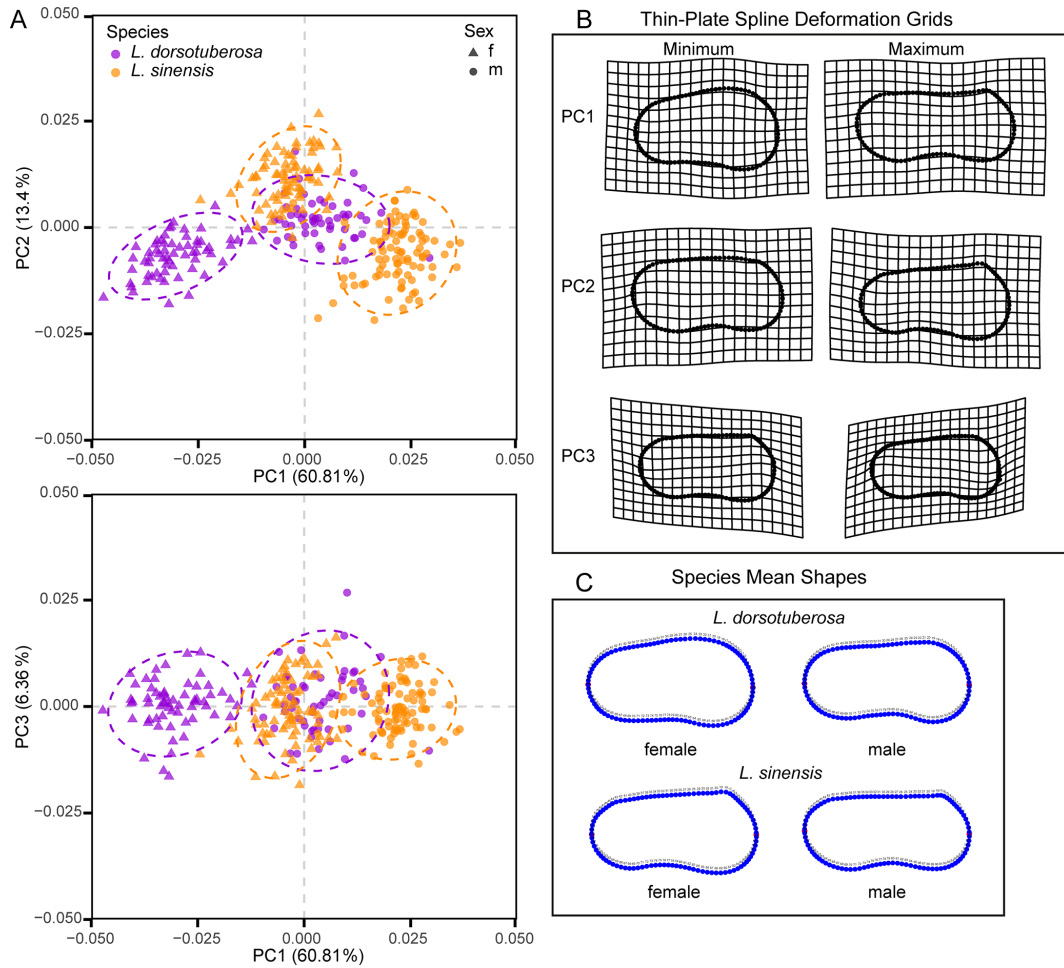 A
Species
L. dorsotuberosa
L. sinensis
Sex
f
m
0.050
0.025
0.000
−0.025
−0.050
PC2 (13.4 %)
−0.050
−0.025
0.000
0.025
0.050
PC1 (60.81%)
0.050
0.025
0.000
−0.025
−0.050
PC3 (6.36 %)
−0.050
−0.025
0.000
0.025
0.050
PC1 (60.81%)
B
Thin-Plate Spline Deformation Grids
Minimum
Maximum
PC1
PC2
PC3
C
Species Mean Shapes
L. dorsotuberosa
female
male
L. sinensis
female
male